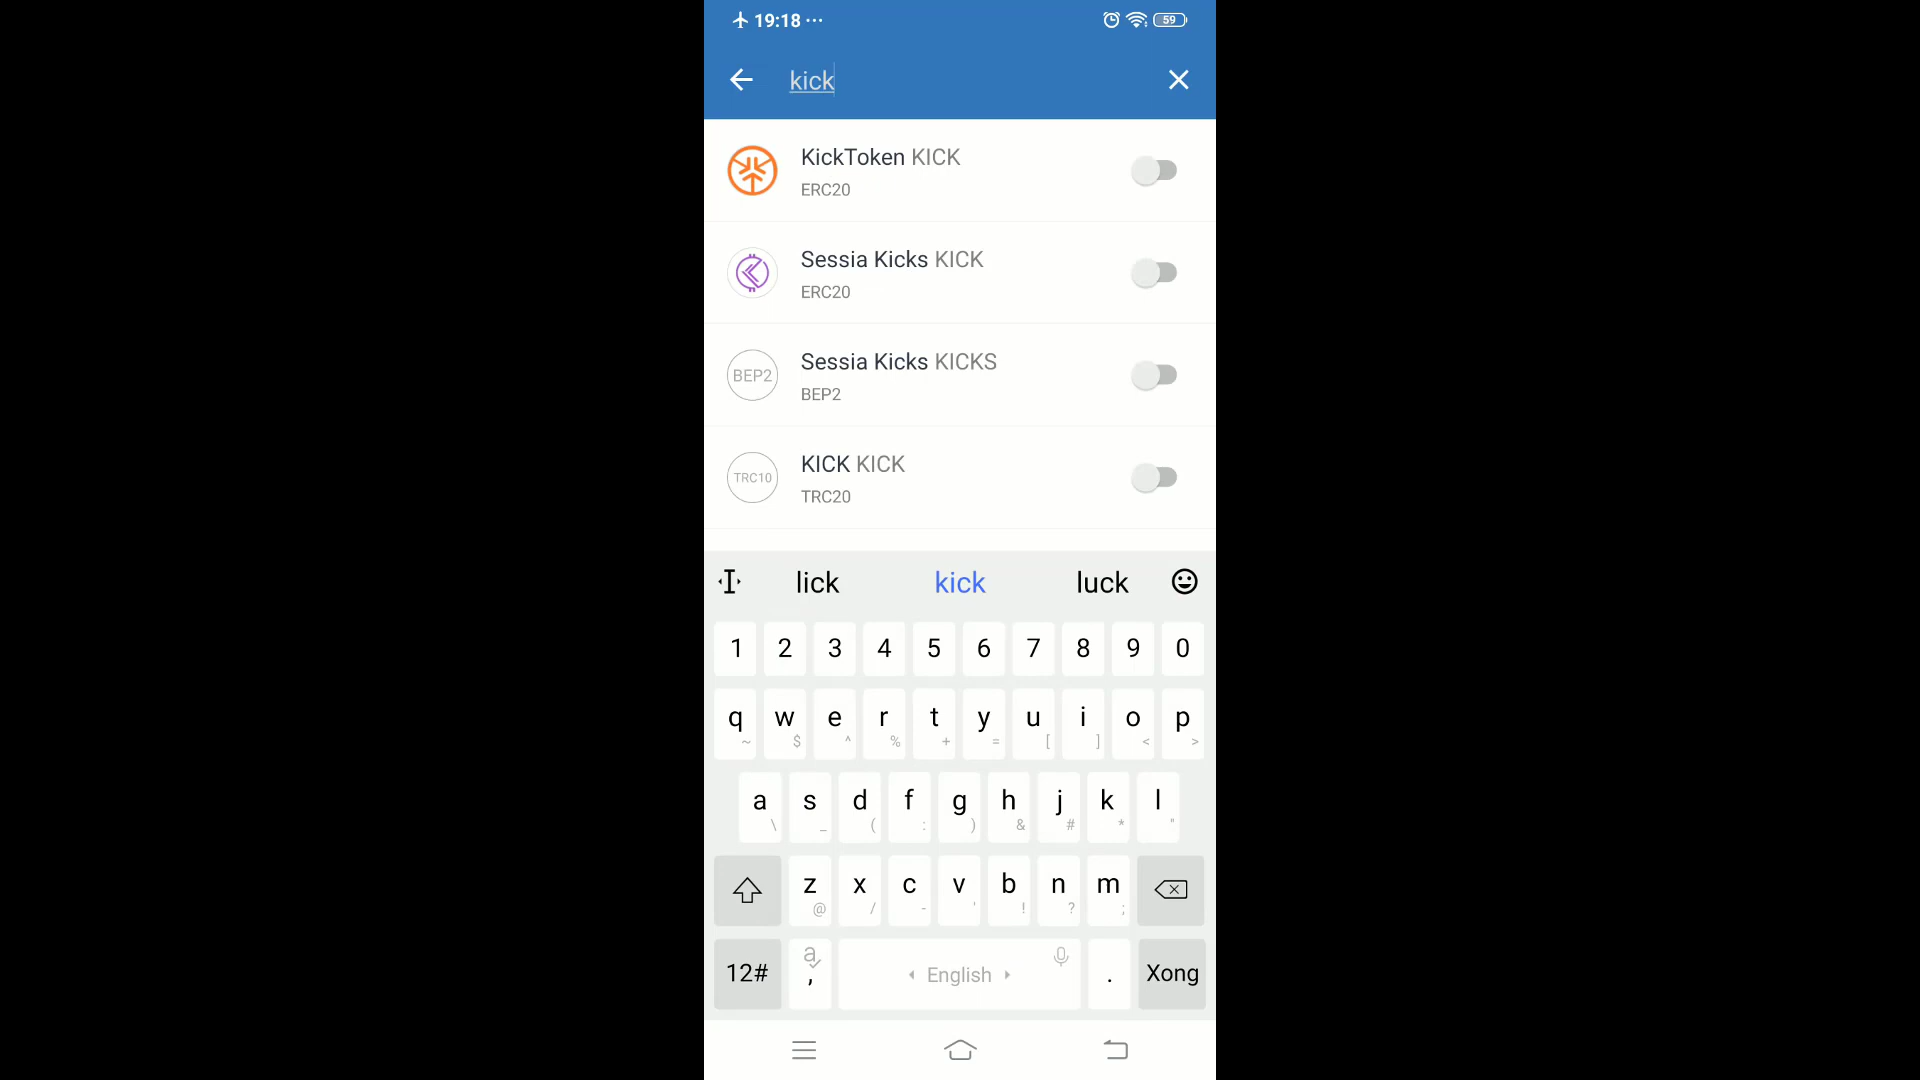 19:18 ... 59
kick
KickToken KICK
ERC20
Sessia Kicks KICK
ERC20
BEP2
Sessia Kicks KICKS
BEP2
TRC10
KICK KICK
TRC20
lick kick luck
1 2 3 4 5 6 7 8 9 0
q w e r t y u i o p
~ $ ^ % + = [ ] < >
a s d f g h j k l
\ _ ( : ) & # * "
z x c v b n m
@ / - ' ! ? ;
12# a , English . Xong